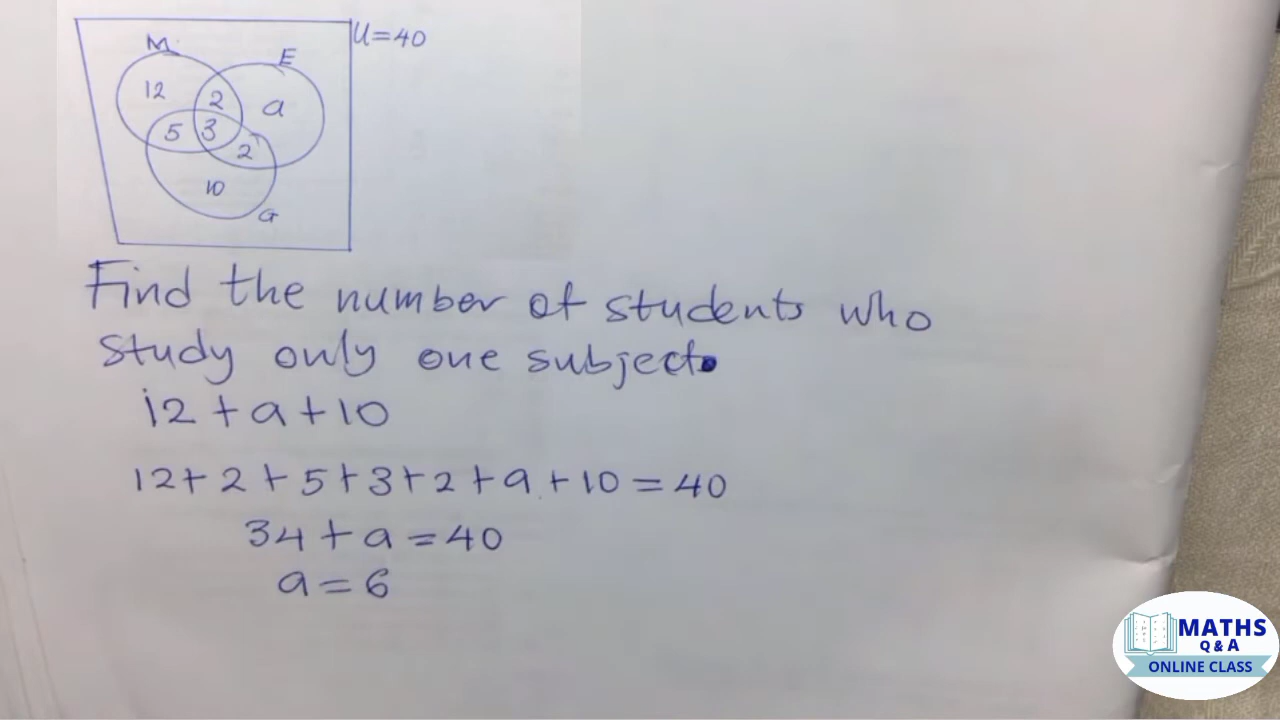 U=40
M
E
12
2
a
5
3
2
10
G
Find the number of students who
study only one subject.
12 + a + 10
12 + 2 + 5 + 3 + 2 + a + 10 = 40
34 + a = 40
a = 6
MATHS
Q & A
ONLINE CLASS